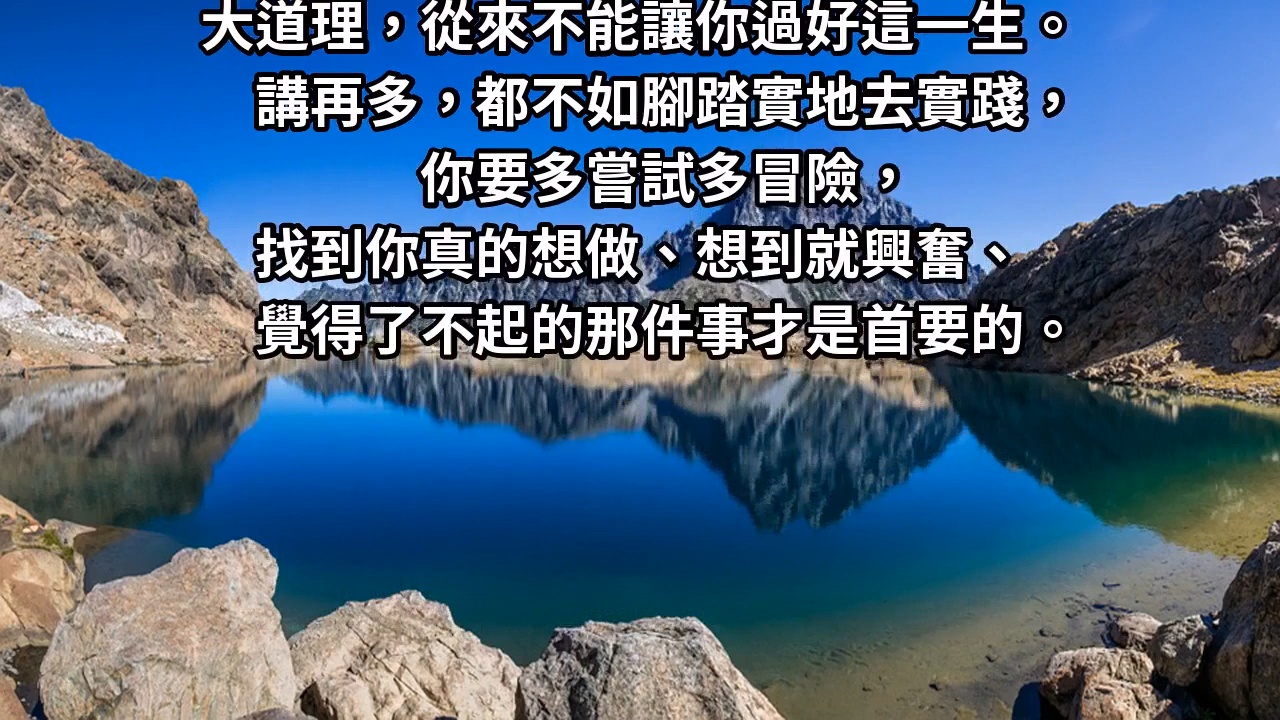 大道理，從來不能讓你過好這一生。
講再多，都不如腳踏實地去實踐，
你要多嘗試多冒險，
找到你真的想做、想到就興奮、
覺得了不起的那件事才是首要的。